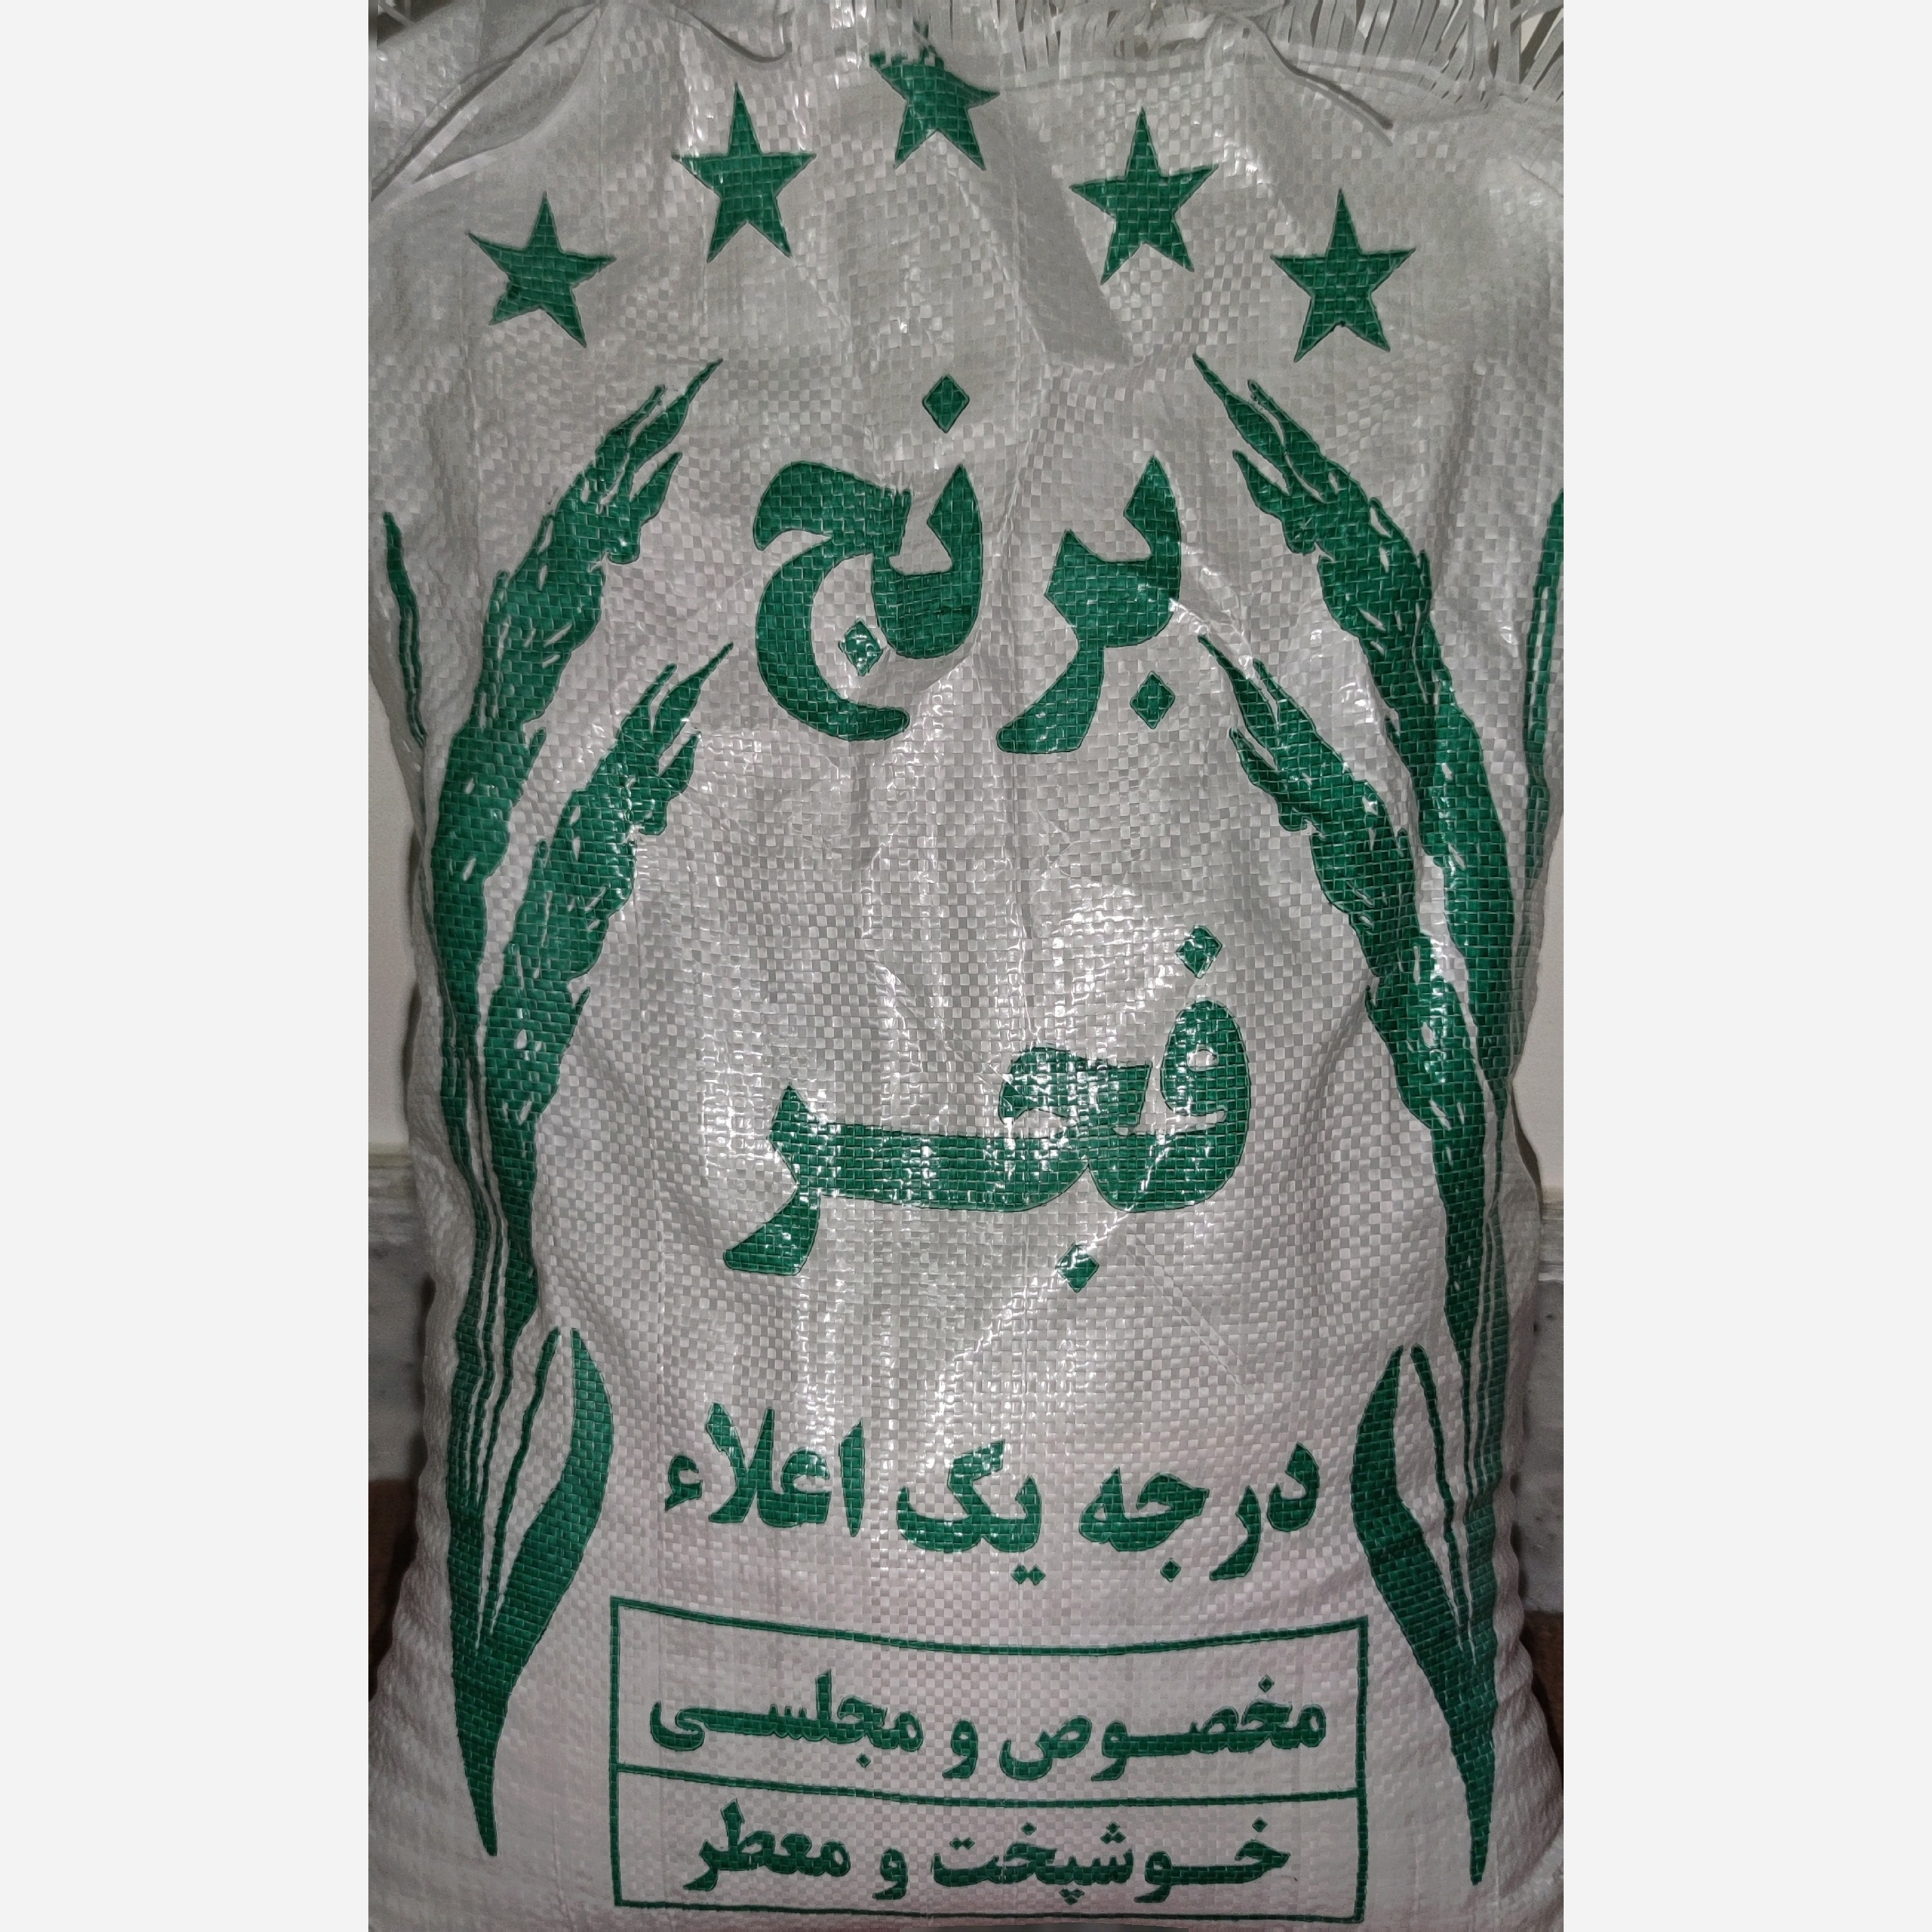 برنج
فجر
درجه یک اعلاء
مخصوص و مجلسی
خوشپخت و معطر